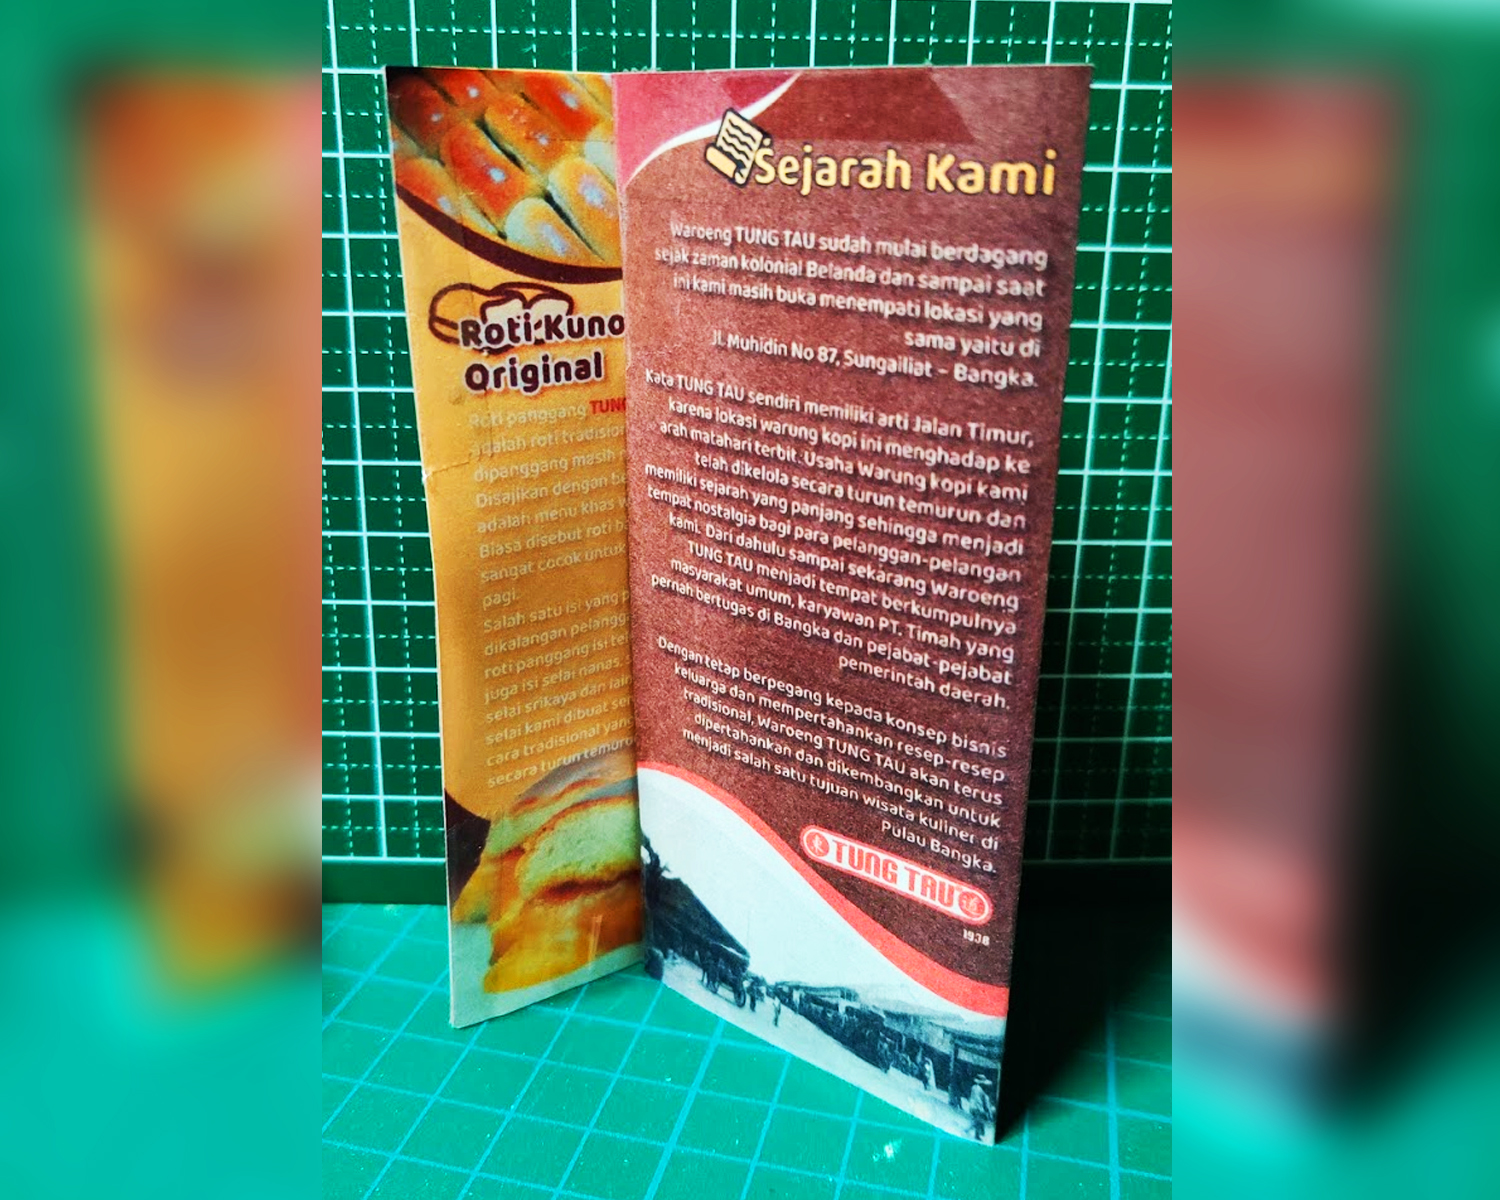 Roti Kuno
Original
Roti panggang TUNG
adalah roti tradisio
dipanggang masih
Disajikan dengan be
adalah menu khas
Biasa disebut roti b
sangat cocok untuk
pagi.
Salah satu isi yang p
dikalangan pelangg
roti panggang isi tel
juga isi selai nanas,
selai srikaya dan lain
selai kami dibuat se
cara tradisional yang
secara turun temuru
Sejarah Kami
Waroeng TUNG TAU sudah mulai berdagang
sejak zaman kolonial Belanda dan sampai saat
ini kami masih buka menempati lokasi yang
sama yaitu di
Jl. Muhidin No 87, Sungailiat - Bangka.
Kata TUNG TAU sendiri memiliki arti Jalan Timur,
karena lokasi warung kopi ini menghadap ke
arah matahari terbit. Usaha Warung kopi kami
telah dikelola secara turun temurun dan
memiliki sejarah yang panjang sehingga menjadi
tempat nostalgia bagi para pelanggan-pelangan
kami. Dari dahulu sampai sekarang Waroeng
TUNG TAU menjadi tempat berkumpulnya
masyarakat umum, karyawan PT. Timah yang
pernah bertugas di Bangka dan pejabat-pejabat
pemerintah daerah.
Dengan tetap berpegang kepada konsep bisnis
keluarga dan mempertahankan resep-resep
tradisional, Waroeng TUNG TAU akan terus
dipertahankan dan dikembangkan untuk
menjadi salah satu tujuan wisata kuliner di
Pulau Bangka.
TUNG TAU
1938